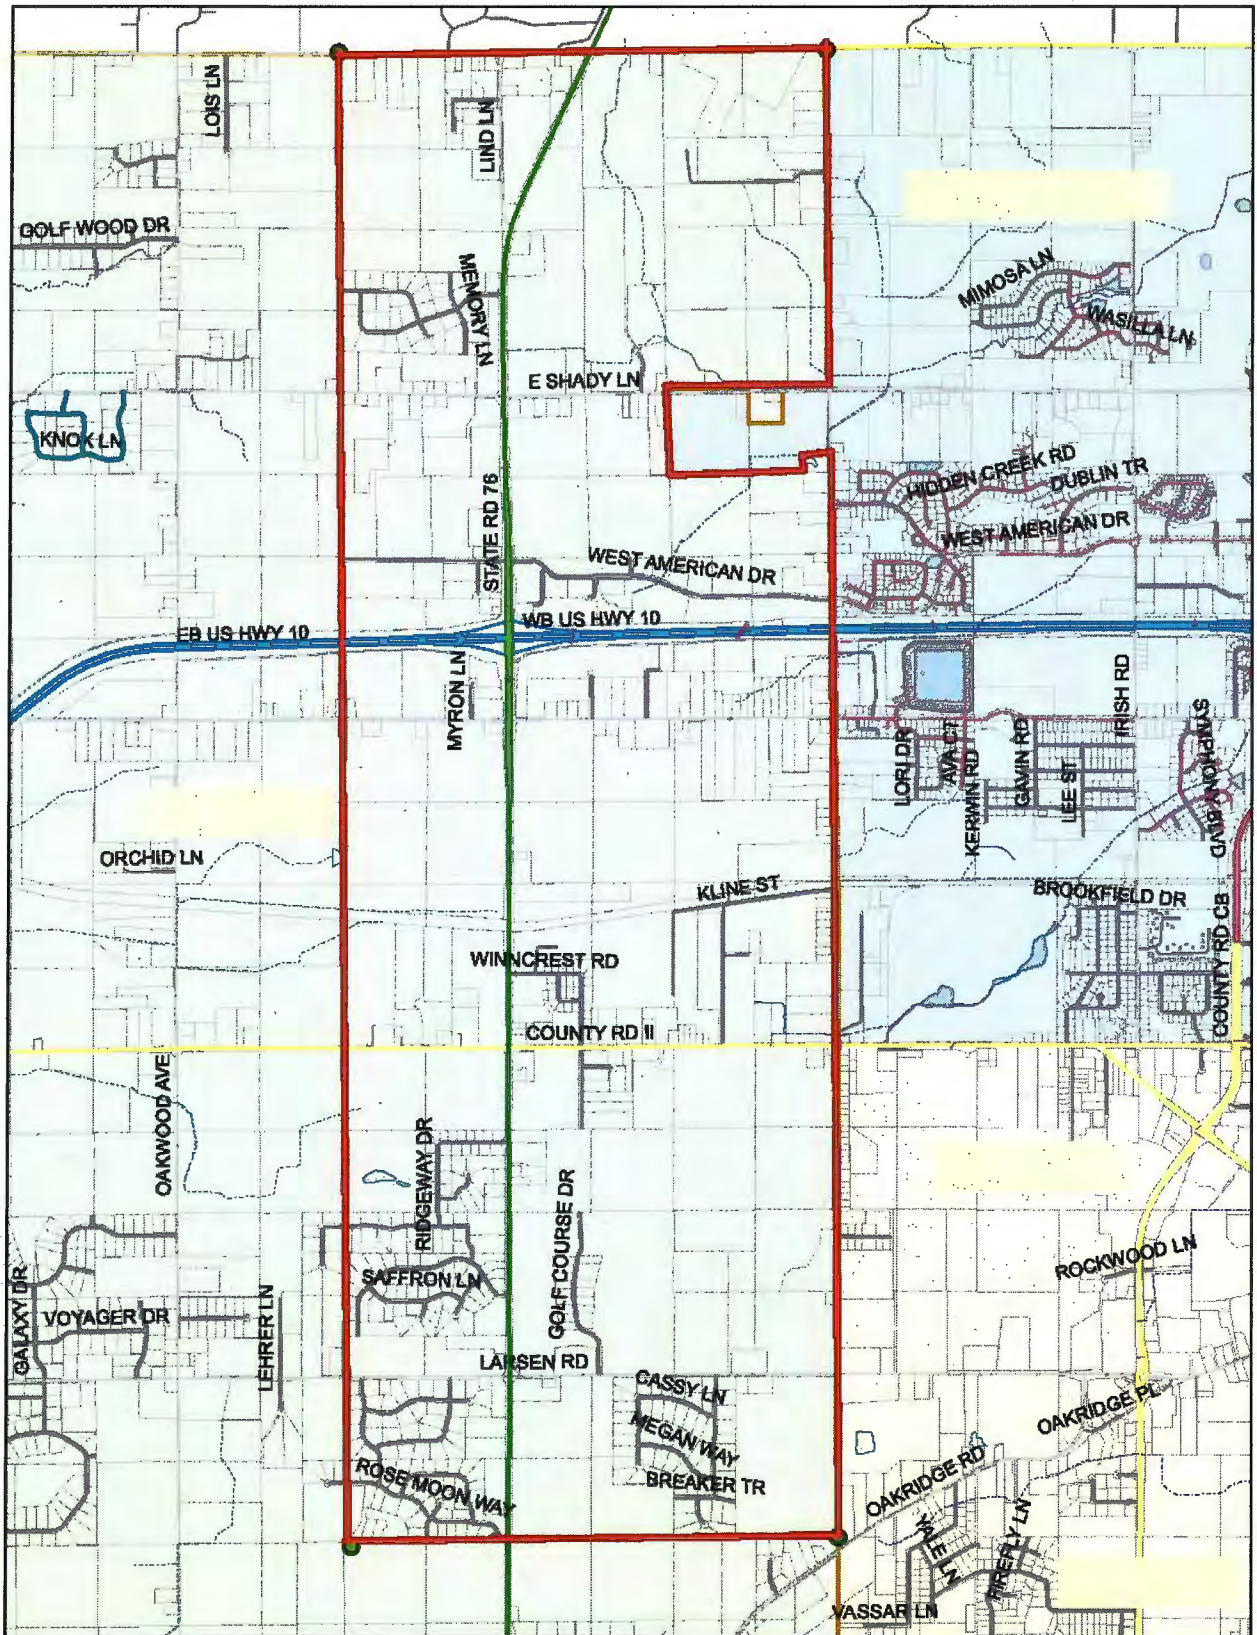 LOIS LN
LIND LN
GOLF WOOD DR
MEMORY LN
MIMOSA LN
WASILLA LN
E SHADY LN
KNOX LN
HIDDEN CREEK RD
DUBLIN TR
STATE RD 76
WEST AMERICAN DR
WEST AMERICAN DR
EB US HWY 10
WB US HWY 10
MYRON LN
LORI DR
AVA CT
KERWIN RD
GAVIN RD
LEE ST
IRISH RD
SYMPHONY BLVD
ORCHID LN
KLINE ST
BROOKFIELD DR
WINNCREST RD
COUNTY RD CB
COUNTY RD II
OAKWOOD AVE
RIDGEWAY DR
GOLF COURSE DR
ROCKWOOD LN
SAFFRON LN
GALAXY DR
VOYAGER DR
LEHRER LN
LARSEN RD
CASSY LN
MEGAN WAY
OAKRIDGE PL
ROSE MOON WAY
BREAKER TR
OAKRIDGE RD
YALE LN
FIREFLY LN
VASSAR LN